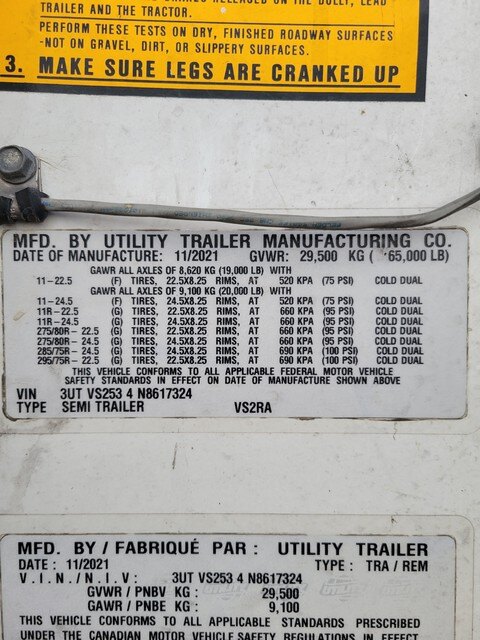 TRAILER AND THE TRACTOR.
PERFORM THESE TESTS ON DRY, FINISHED ROADWAY SURFACES
-NOT ON GRAVEL, DIRT, OR SLIPPERY SURFACES.
3. MAKE SURE LEGS ARE CRANKED UP
MFD. BY UTILITY TRAILER MANUFACTURING CO.
DATE OF MANUFACTURE: 11/2021 GVWR: 29,500 KG ( 65,000 LB)
GAWR ALL AXLES OF 8,620 KG (19,000 LB) WITH
11-22.5 (F) TIRES, 22.5X8.25 RIMS, AT 520 KPA (75 PSI) COLD DUAL
GAWR ALL AXLES OF 9,100 KG (20,000 LB) WITH
11-24.5 (F) TIRES, 24.5X8.25 RIMS, AT 520 KPA (75 PSI) COLD DUAL
11R-22.5 (G) TIRES, 22.5X8.25 RIMS, AT 660 KPA (95 PSI) COLD DUAL
11R-24.5 (G) TIRES, 24.5X8.25 RIMS, AT 660 KPA (95 PSI) COLD DUAL
275/80R-22.5 (G) TIRES, 22.5X8.25 RIMS, AT 660 KPA (95 PSI) COLD DUAL
275/80R-24.5 (G) TIRES, 24.5X8.25 RIMS, AT 660 KPA (95 PSI) COLD DUAL
285/75R-24.5 (G) TIRES, 24.5X8.25 RIMS, AT 690 KPA (100 PSI) COLD DUAL
295/75R-22.5 (G) TIRES, 22.5X8.25 RIMS, AT 690 KPA (100 PSI) COLD DUAL
THIS VEHICLE CONFORMS TO ALL APPLICABLE FEDERAL MOTOR VEHICLE
SAFETY STANDARDS IN EFFECT ON DATE OF MANUFACTURE SHOWN ABOVE
VIN 3UT VS253 4 N8617324
TYPE SEMI TRAILER VS2RA
MFD. BY / FABRIQUÉ PAR : UTILITY TRAILER
DATE : 11/2021 TYPE : TRA / REM
V.I.N./N.I.V: 3UT VS253 4 N8617324
GVWR / PNBV KG : 29,500
GAWR / PNBE KG : 9,100
THIS VEHICLE CONFORMS TO ALL APPLICABLE STANDARDS PRESCRIBED
UNDER THE CANADIAN MOTOR VEHICLE SAFETY REGULATIONS IN EFFECT